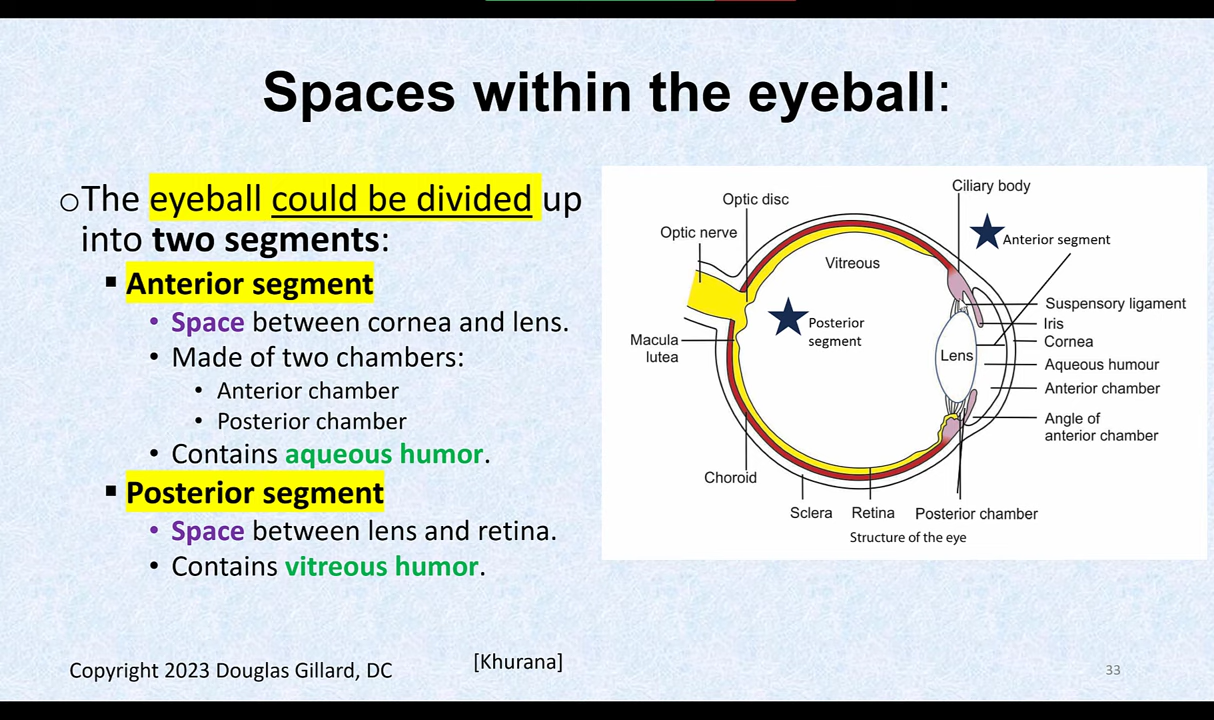 Spaces within the eyeball:
oThe eyeball could be divided up
into two segments:
▪ Anterior segment
• Space between cornea and lens.
• Made of two chambers:
• Anterior chamber
• Posterior chamber
• Contains aqueous humor.
▪ Posterior segment
• Space between lens and retina.
• Contains vitreous humor.
Ciliary body
Optic disc
Optic nerve
Anterior segment
Vitreous
Suspensory ligament
Posterior
segment
Iris
Macula
lutea
Cornea
Lens
Aqueous humour
Anterior chamber
Angle of
anterior chamber
Choroid
Sclera
Retina
Posterior chamber
Structure of the eye
Copyright 2023 Douglas Gillard, DC
[Khurana]
33